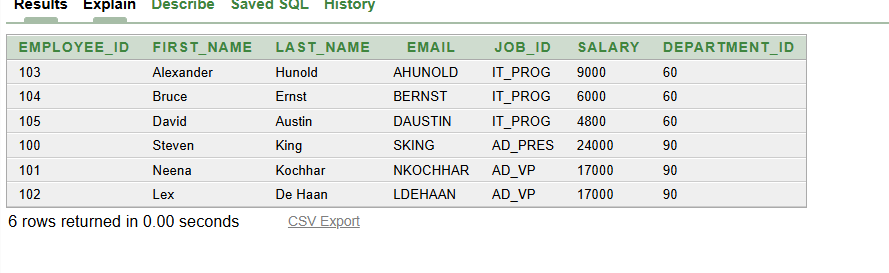 Results Explain Describe Saved SQL History
EMPLOYEE_ID FIRST_NAME LAST_NAME EMAIL JOB_ID SALARY DEPARTMENT_ID
103 Alexander Hunold AHUNOLD IT_PROG 9000 60
104 Bruce Ernst BERNST IT_PROG 6000 60
105 David Austin DAUSTIN IT_PROG 4800 60
100 Steven King SKING AD_PRES 24000 90
101 Neena Kochhar NKOCHHAR AD_VP 17000 90
102 Lex De Haan LDEHAAN AD_VP 17000 90
6 rows returned in 0.00 seconds CSV Export